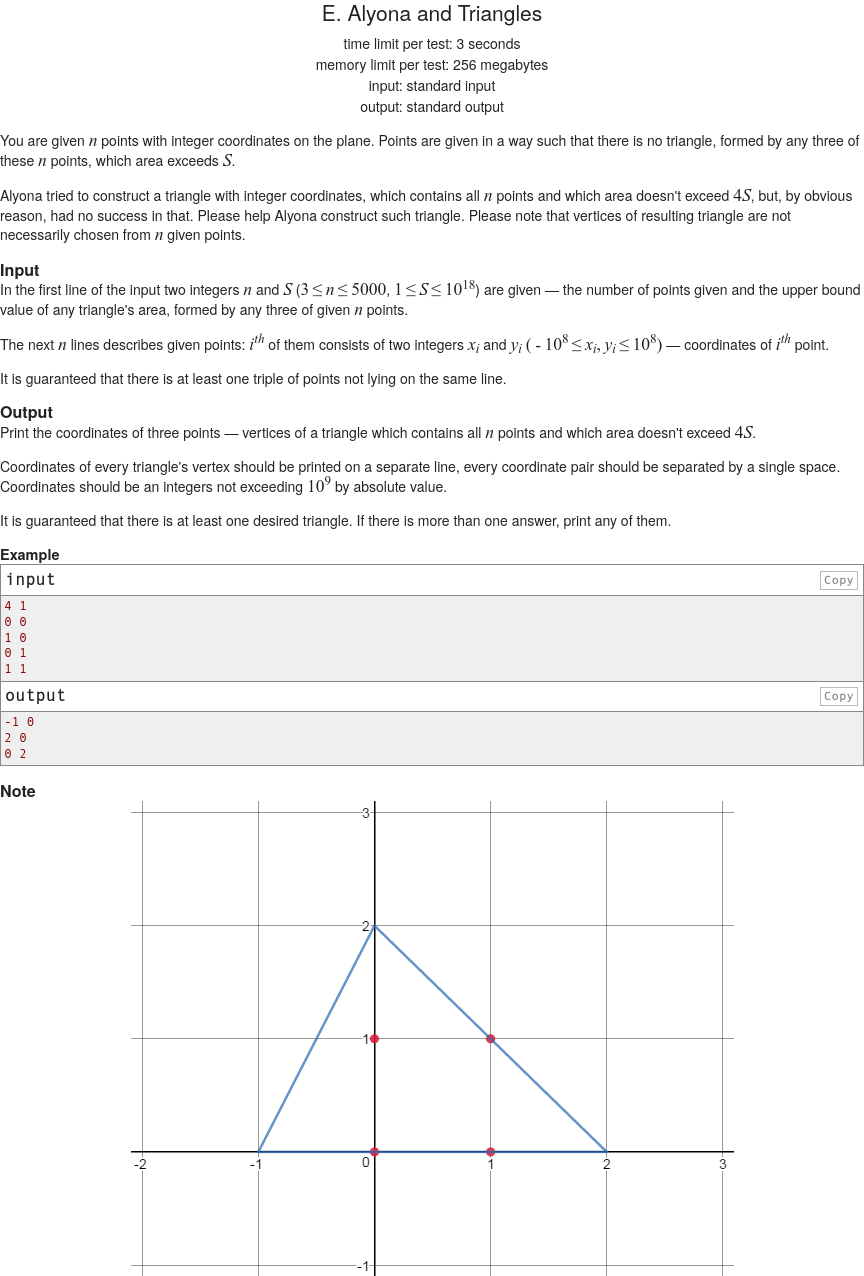 E. Alyona and Triangles
time limit per test: 3 seconds
memory limit per test: 256 megabytes
input: standard input
output: standard output
You are given n points with integer coordinates on the plane. Points are given in a way such that there is no triangle, formed by any three of
these n points, which area exceeds S.
Alyona tried to construct a triangle with integer coordinates, which contains all n points and which area doesn't exceed 4S, but, by obvious
reason, had no success in that. Please help Alyona construct such triangle. Please note that vertices of resulting triangle are not
necessarily chosen from n given points.
Input
In the first line of the input two integers n and S (3 ≤ n ≤ 5000, 1 ≤ S ≤ 10^18) are given — the number of points given and the upper bound
value of any triangle's area, formed by any three of given n points.
The next n lines describes given points: i^th of them consists of two integers x_i and y_i ( - 10^8 ≤ x_i, y_i ≤ 10^8) — coordinates of i^th point.
It is guaranteed that there is at least one triple of points not lying on the same line.
Output
Print the coordinates of three points — vertices of a triangle which contains all n points and which area doesn't exceed 4S.
Coordinates of every triangle's vertex should be printed on a separate line, every coordinate pair should be separated by a single space.
Coordinates should be an integers not exceeding 10^9 by absolute value.
It is guaranteed that there is at least one desired triangle. If there is more than one answer, print any of them.
Example
input Copy
4 1
0 0
1 0
0 1
1 1
output Copy
-1 0
2 0
0 2
Note
3
2
1
-2 -1 0 1 2 3
-1